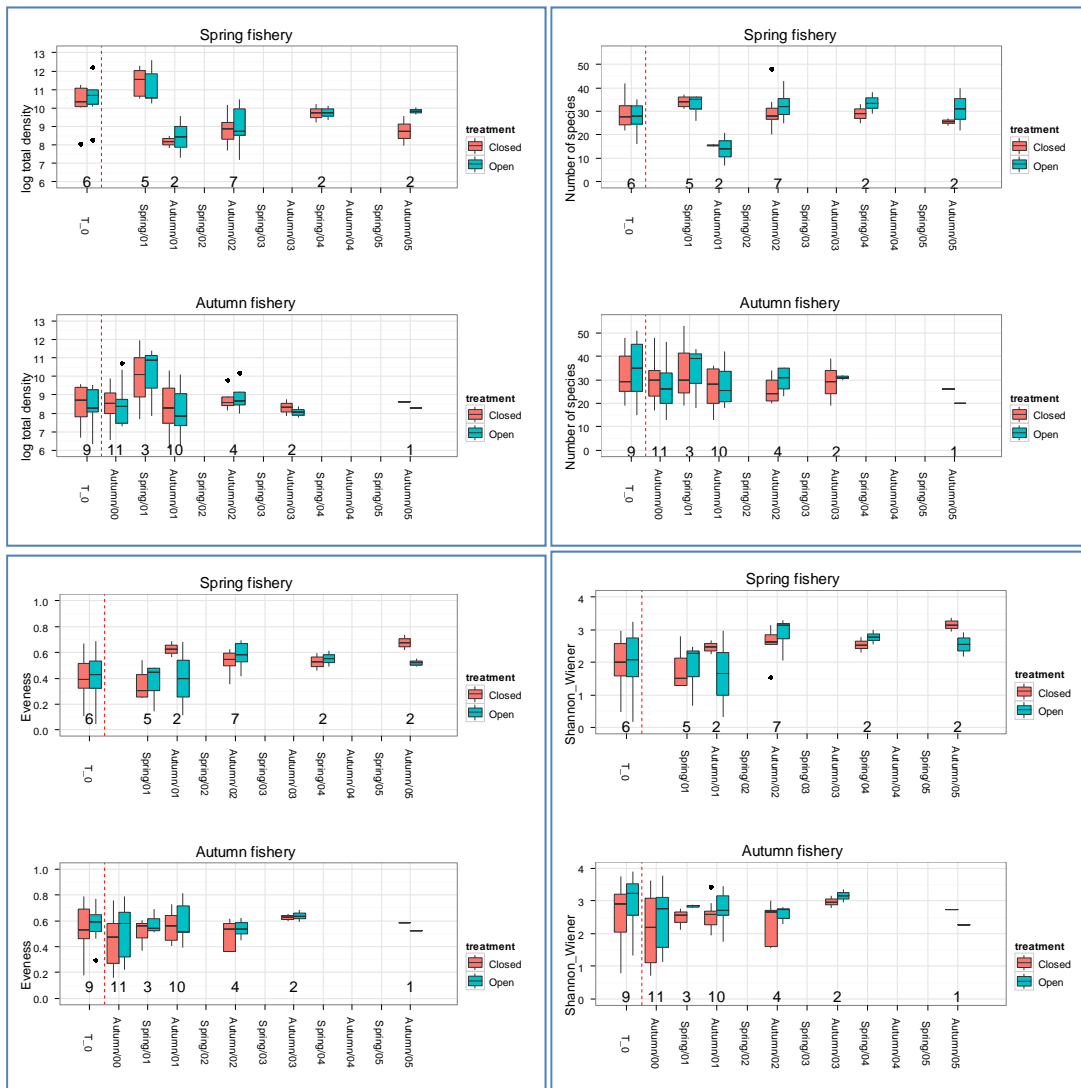 Spring fishery
log total density
13
12
11
10
9
8
7
6
6
5
2
7
2
2
T_0
Spring/01
Autumn/01
Spring/02
Autumn/02
Spring/03
Autumn/03
Spring/04
Autumn/04
Spring/05
Autumn/05
treatment
Closed
Open
Autumn fishery
log total density
13
12
11
10
9
8
7
6
9
11
3
10
4
2
1
T_0
Autumn/00
Spring/01
Autumn/01
Spring/02
Autumn/02
Spring/03
Autumn/03
Spring/04
Autumn/04
Spring/05
Autumn/05
treatment
Closed
Open
Spring fishery
Number of species
50
40
30
20
10
0
6
5
2
7
2
2
T_0
Spring/01
Autumn/01
Spring/02
Autumn/02
Spring/03
Autumn/03
Spring/04
Autumn/04
Spring/05
Autumn/05
treatment
Closed
Open
Autumn fishery
Number of species
50
40
30
20
10
0
9
11
3
10
4
2
1
T_0
Autumn/00
Spring/01
Autumn/01
Spring/02
Autumn/02
Spring/03
Autumn/03
Spring/04
Autumn/04
Spring/05
Autumn/05
treatment
Closed
Open
Spring fishery
Eveness
1.0
0.8
0.6
0.4
0.2
0.0
6
5
2
7
2
2
T_0
Spring/01
Autumn/01
Spring/02
Autumn/02
Spring/03
Autumn/03
Spring/04
Autumn/04
Spring/05
Autumn/05
treatment
Closed
Open
Autumn fishery
Eveness
1.0
0.8
0.6
0.4
0.2
0.0
9
11
3
10
4
2
1
T_0
Autumn/00
Spring/01
Autumn/01
Spring/02
Autumn/02
Spring/03
Autumn/03
Spring/04
Autumn/04
Spring/05
Autumn/05
treatment
Closed
Open
Spring fishery
Shannon_Wiener
4
3
2
1
0
6
5
2
7
2
2
T_0
Spring/01
Autumn/01
Spring/02
Autumn/02
Spring/03
Autumn/03
Spring/04
Autumn/04
Spring/05
Autumn/05
treatment
Closed
Open
Autumn fishery
Shannon_Wiener
4
3
2
1
0
9
11
3
10
4
2
1
T_0
Autumn/00
Spring/01
Autumn/01
Spring/02
Autumn/02
Spring/03
Autumn/03
Spring/04
Autumn/04
Spring/05
Autumn/05
treatment
Closed
Open